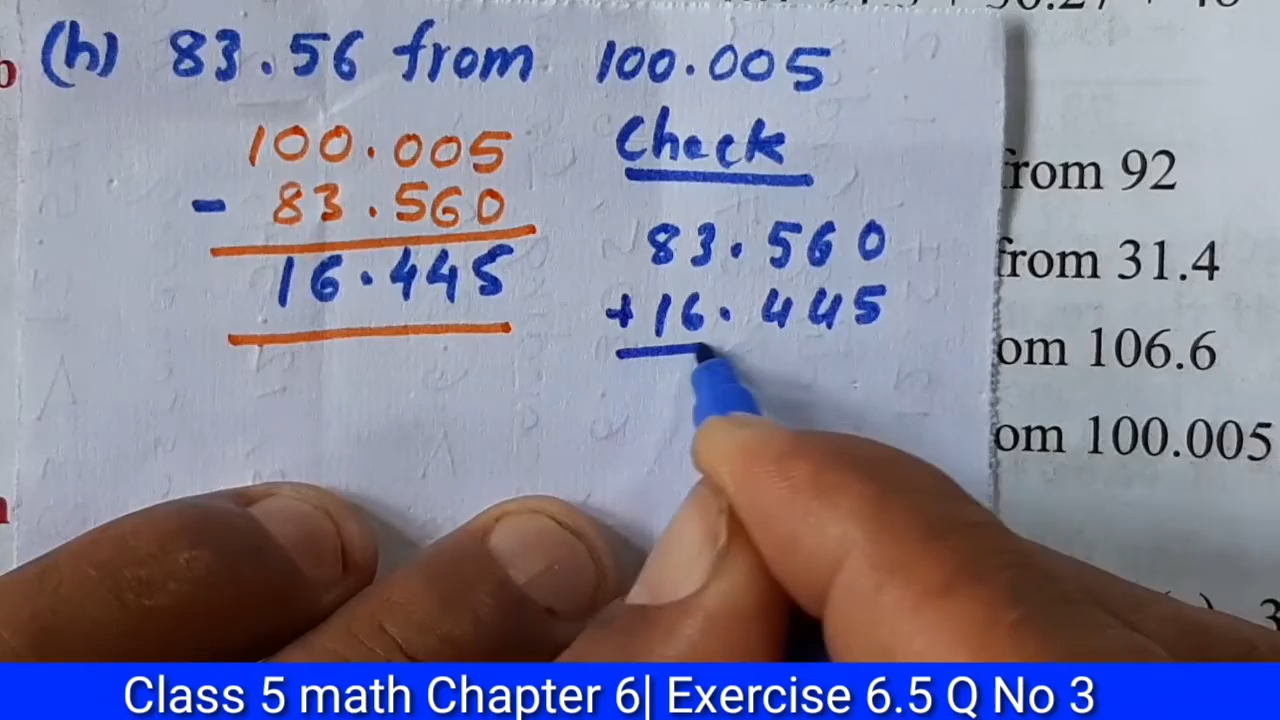 (h) 83.56 from 100.005
100.005
- 83.560
16.445
Check
83.560
+16.445
from 92
from 31.4
om 106.6
om 100.005
Class 5 math Chapter 6| Exercise 6.5 Q No 3